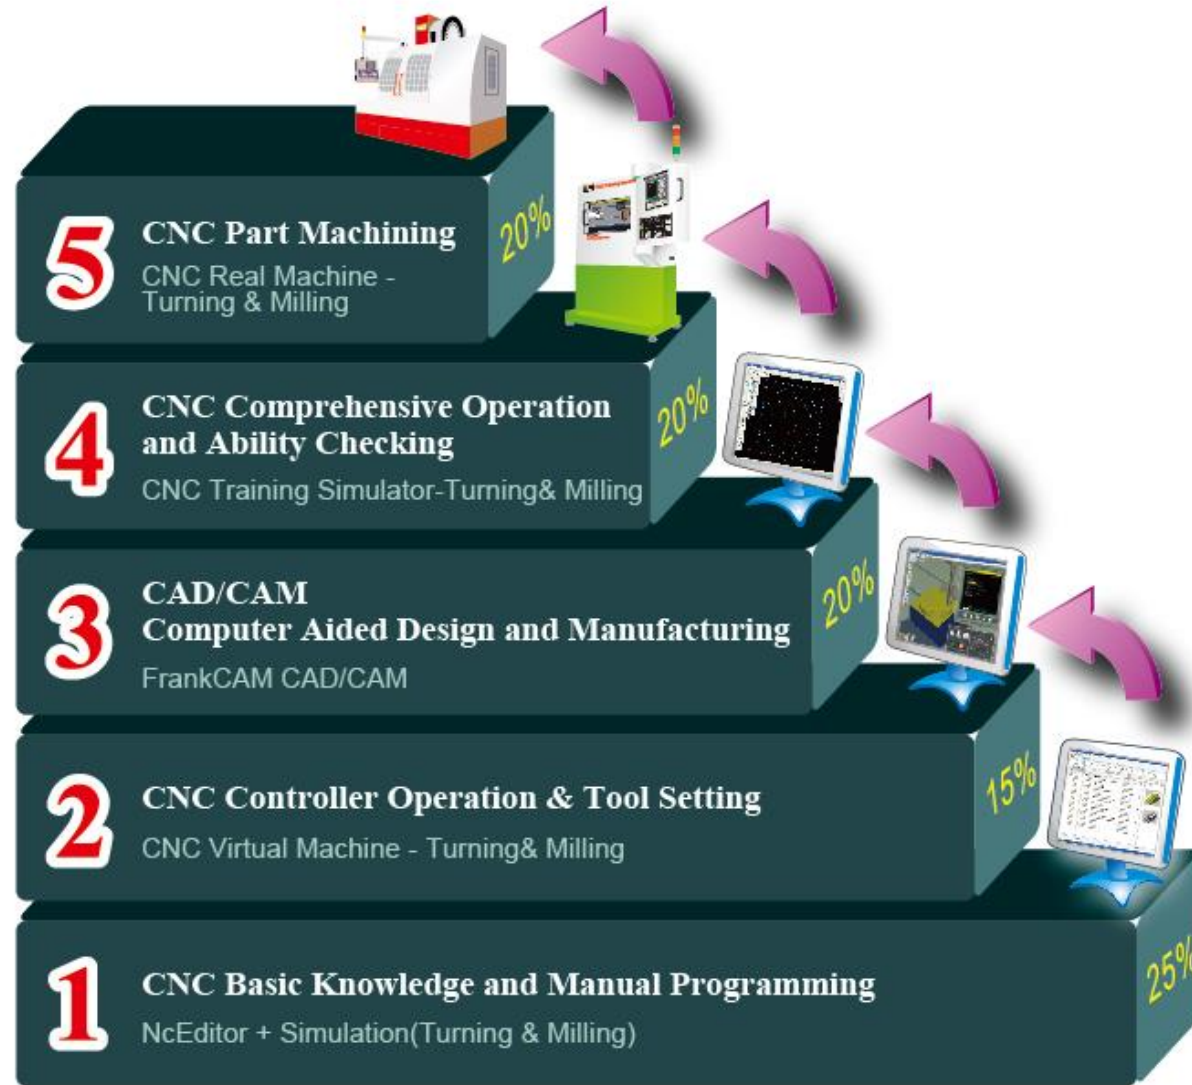 5
CNC Part Machining
CNC Real Machine -
Turning & Milling
20%
4
CNC Comprehensive Operation
and Ability Checking
CNC Training Simulator-Turning& Milling
20%
3
CAD/CAM
Computer Aided Design and Manufacturing
FrankCAM CAD/CAM
20%
2
CNC Controller Operation & Tool Setting
CNC Virtual Machine - Turning& Milling
15%
1
CNC Basic Knowledge and Manual Programming
NcEditor + Simulation(Turning & Milling)
25%